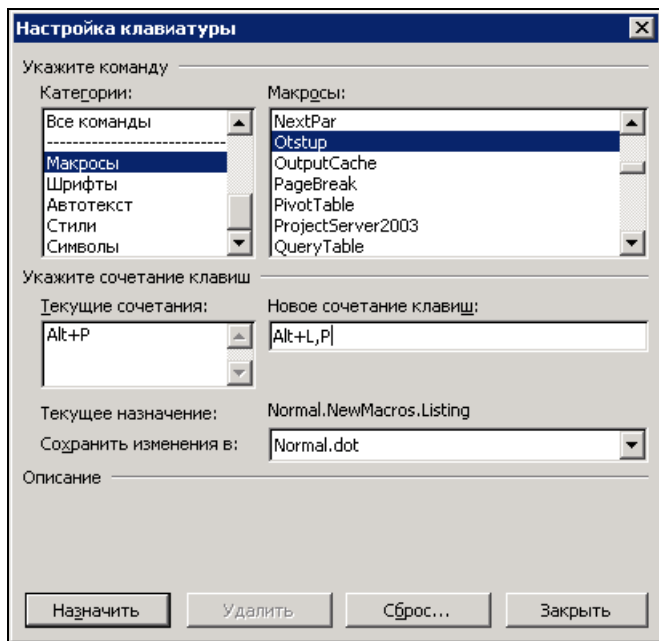 Настройка клавиатуры
Укажите команду
Категории:
Макросы:
Все команды
Макросы
Шрифты
Автотекст
Стили
Символы
NextPar
Otstup
OutputCache
PageBreak
PivotTable
ProjectServer2003
QueryTable
Укажите сочетание клавиш
Текущие сочетания:
Новое сочетание клавиш:
Alt+P
Alt+L,P
Текущее назначение:
Normal.NewMacros.Listing
Сохранить изменения в:
Normal.dot
Описание
Назначить
Удалить
Сброс...
Закрыть